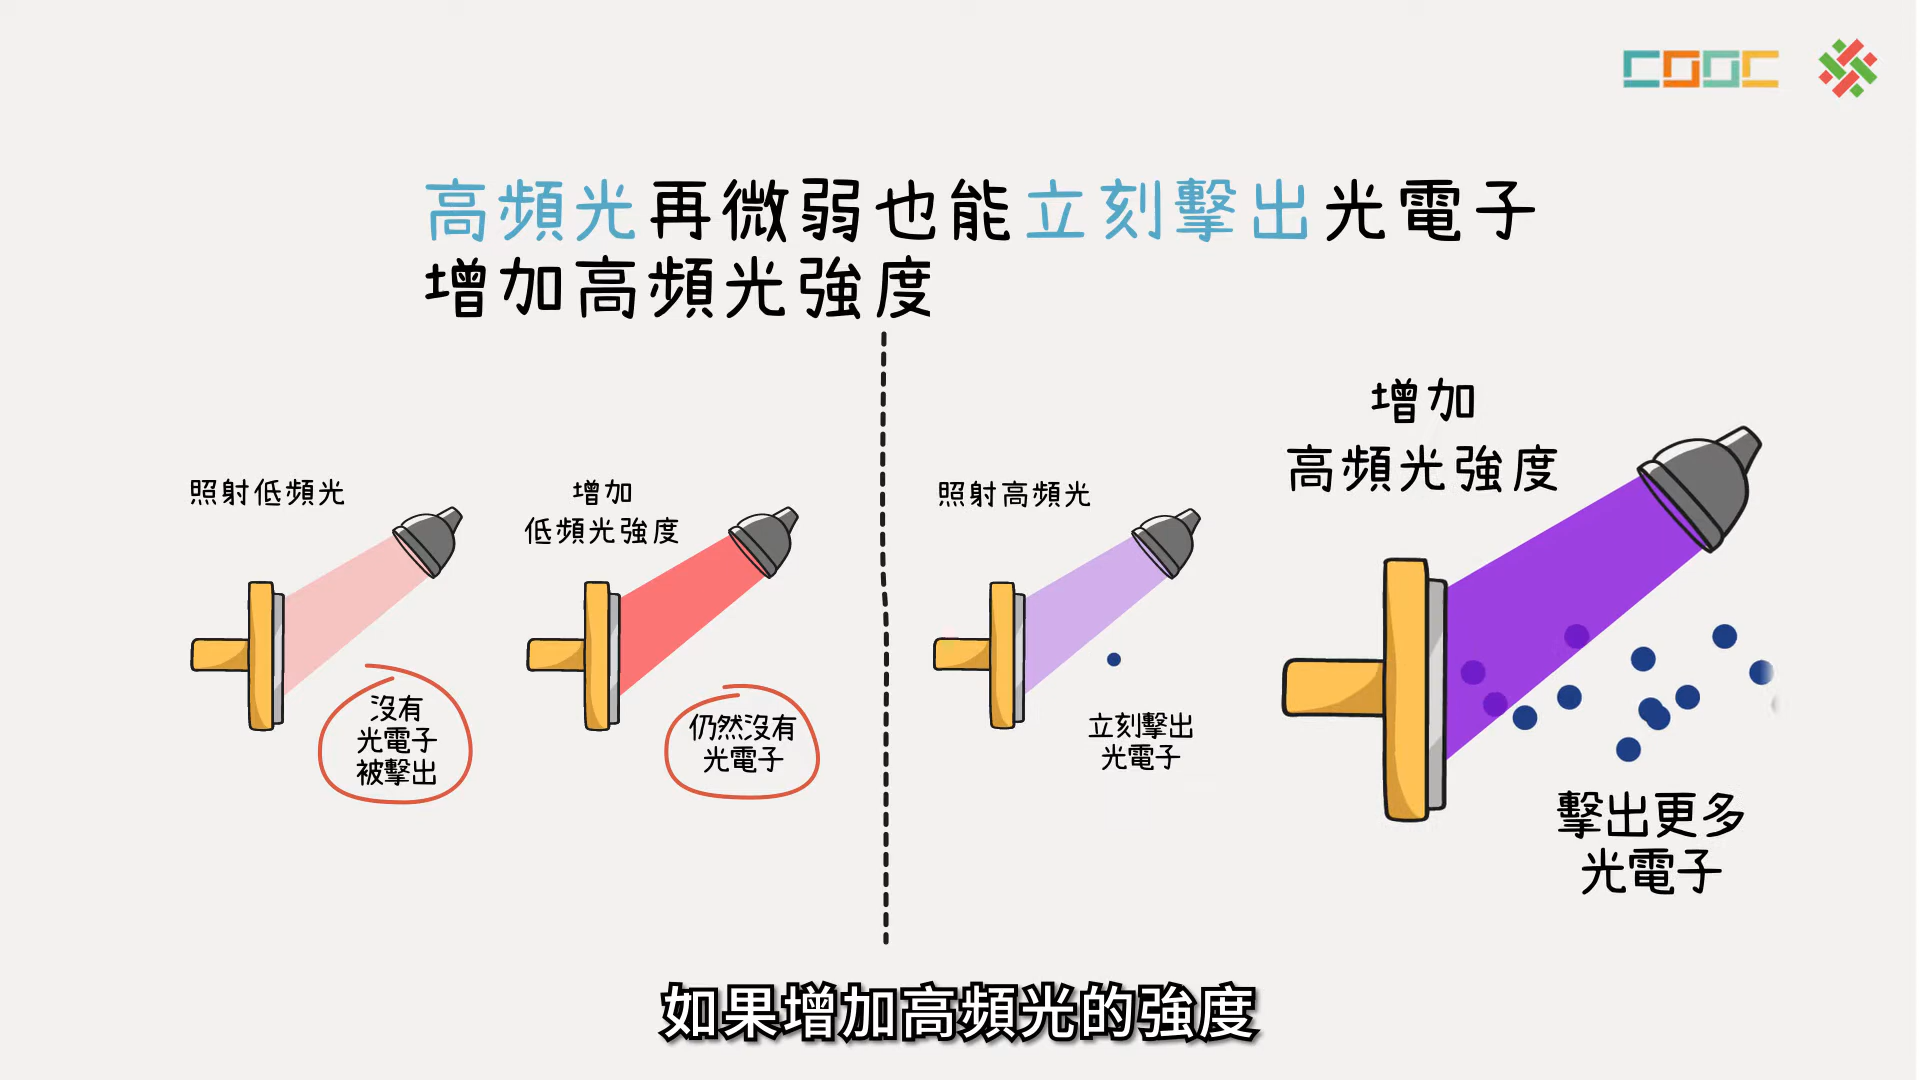 COOC
高頻光再微弱也能立刻擊出光電子
增加高頻光強度
照射低頻光
沒有
光電子
被擊出
增加
低頻光強度
仍然沒有
光電子
照射高頻光
立刻擊出
光電子
增加
高頻光強度
擊出更多
光電子
如果增加高頻光的強度